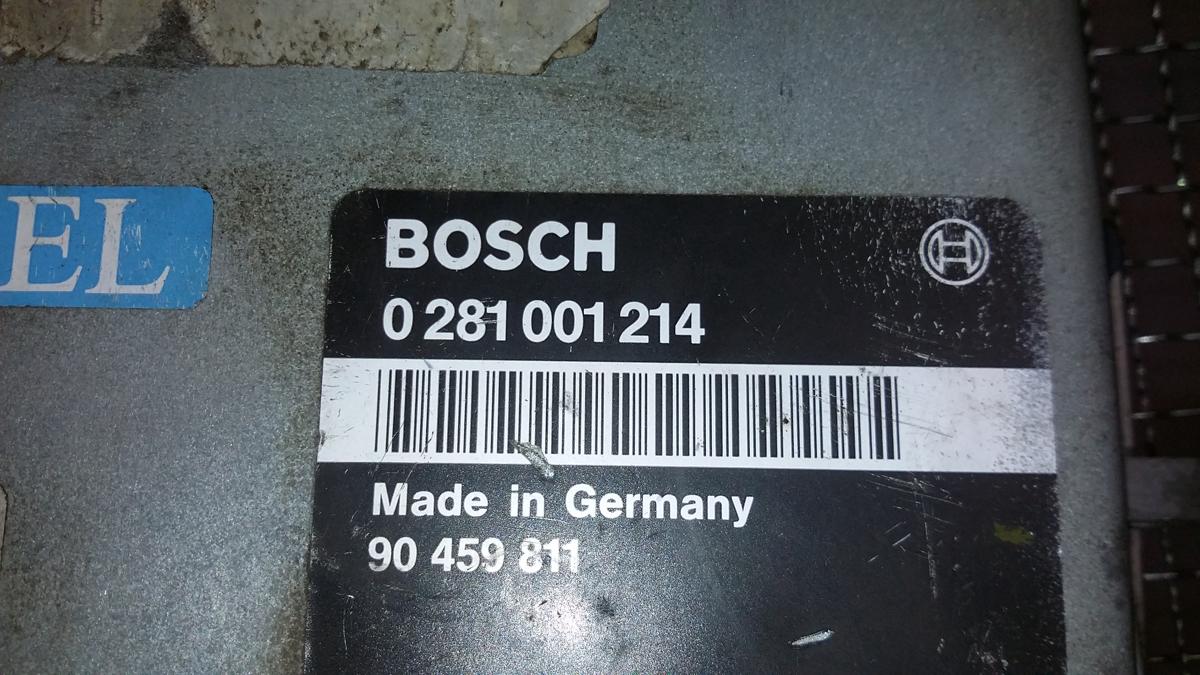 EL
BOSCH
0 281 001 214
Made in Germany
90 459 811